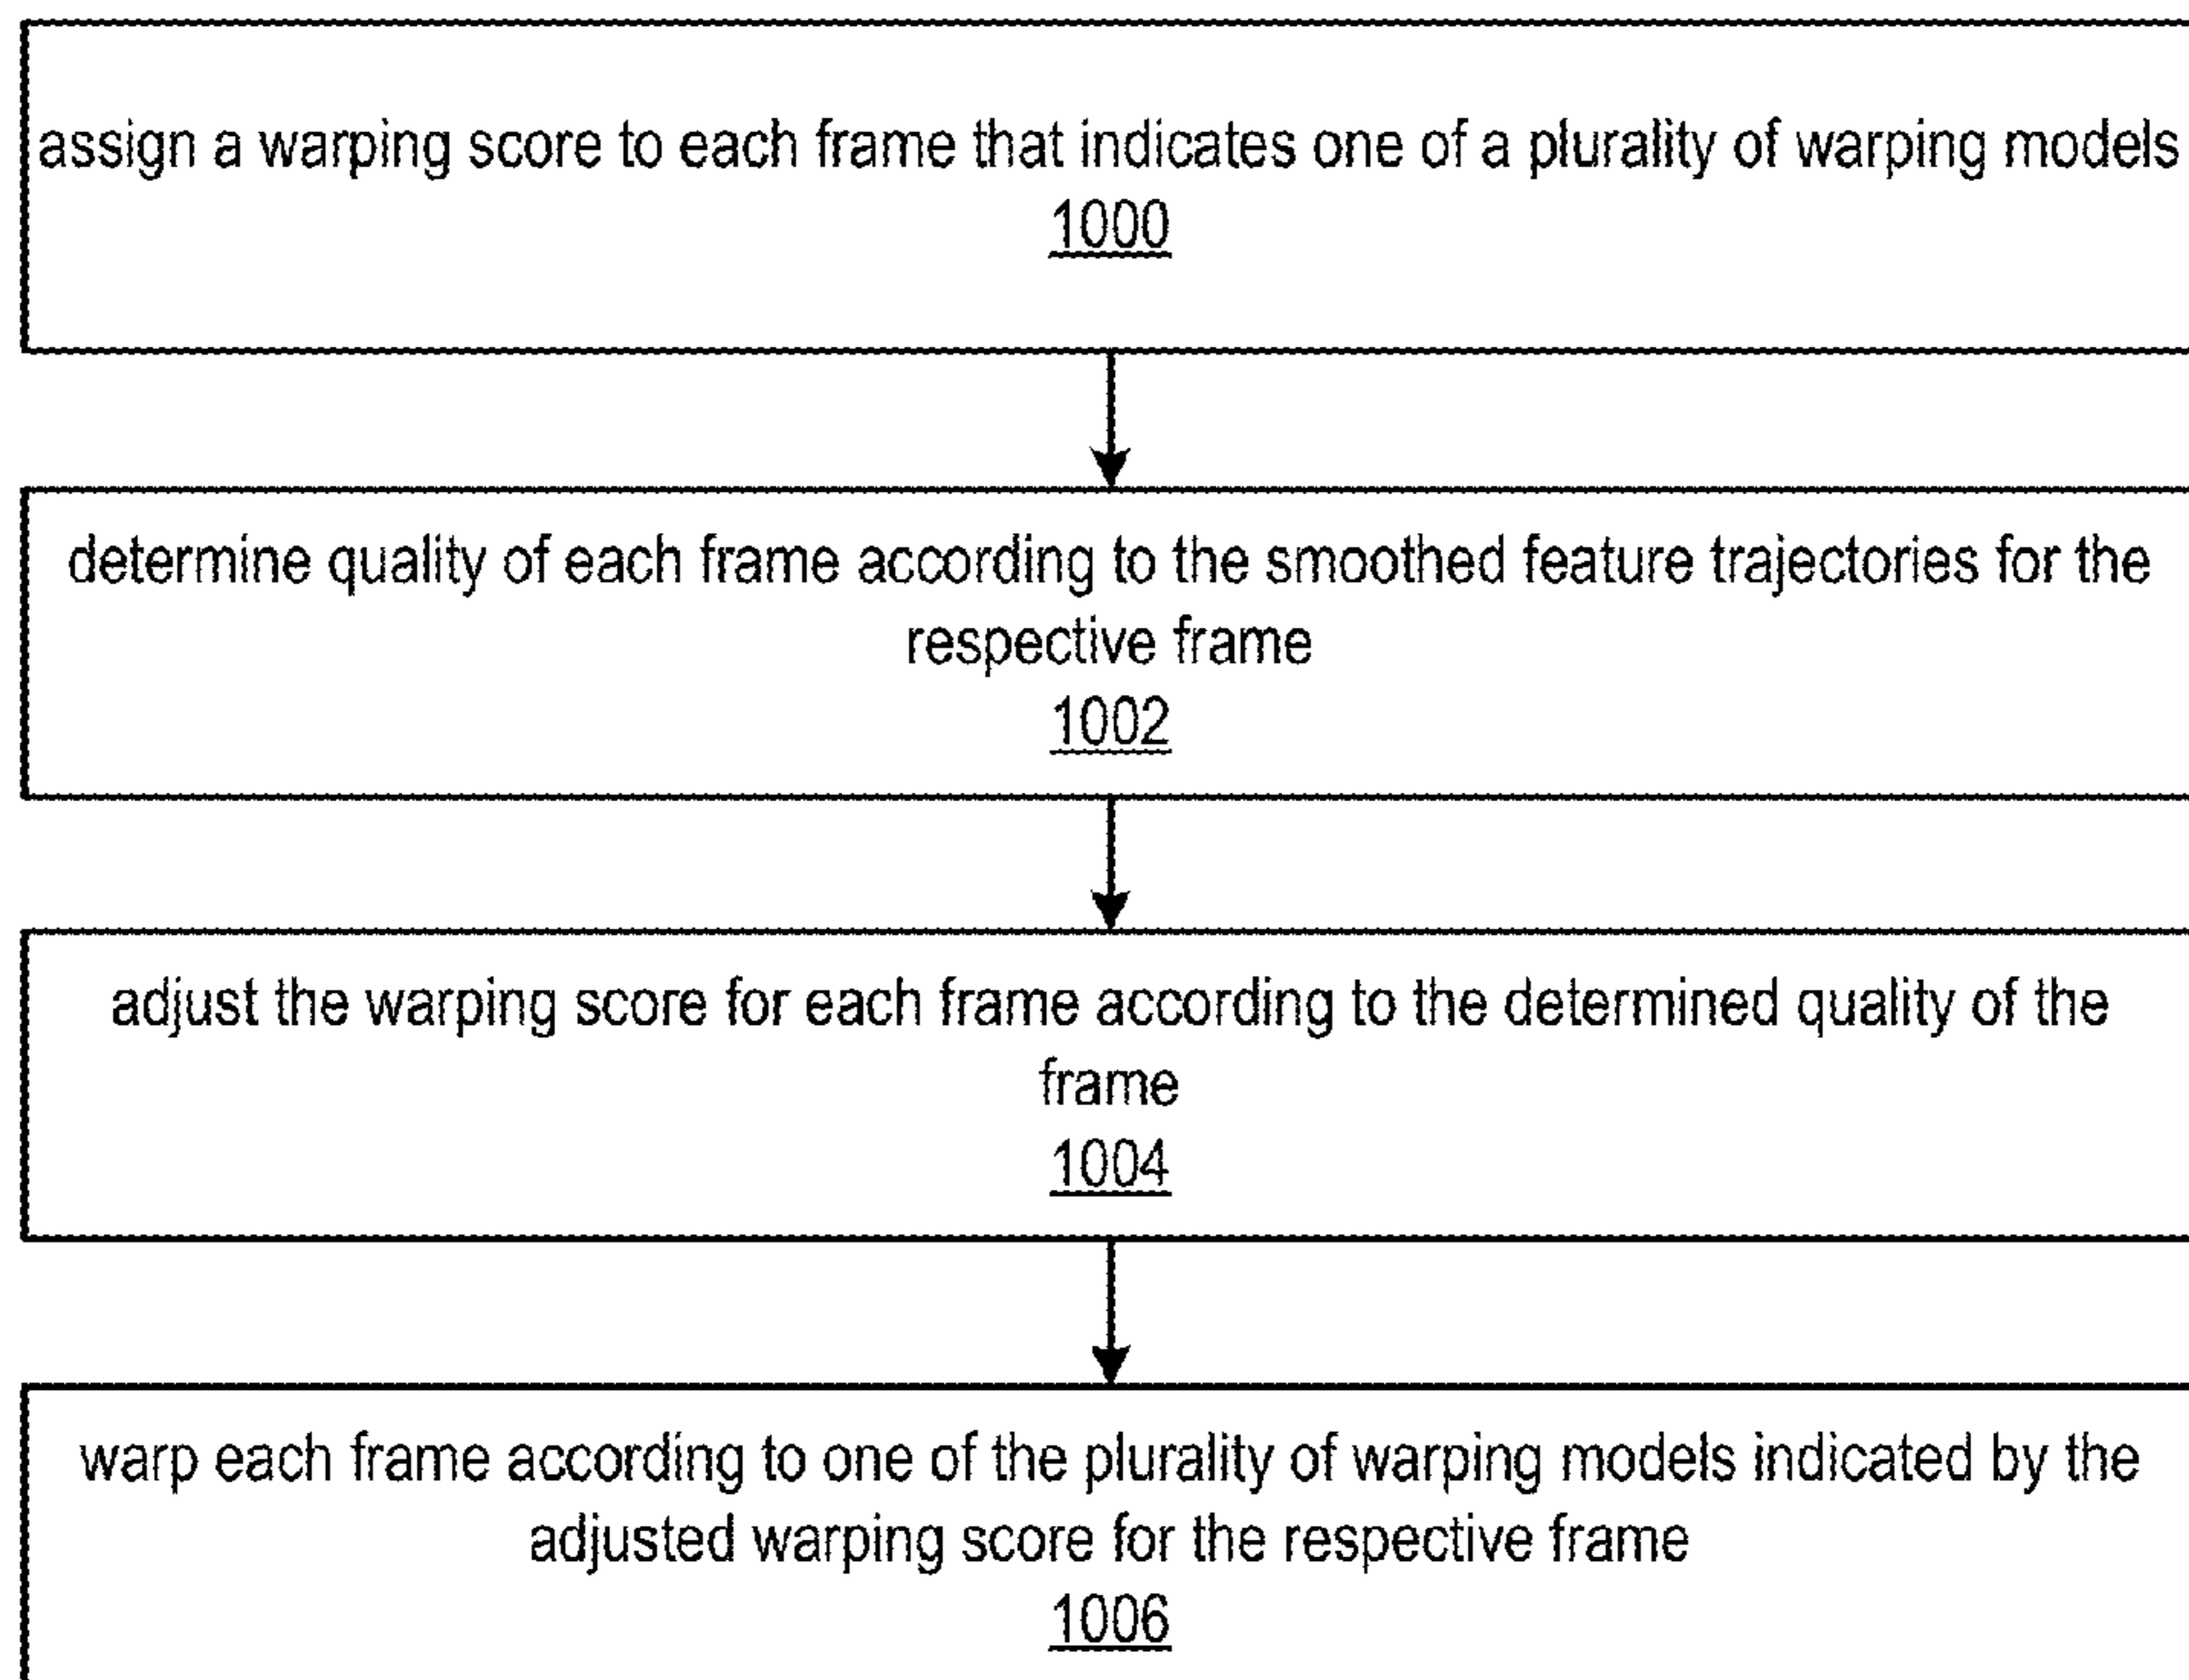 assign a warping score to each frame that indicates one of a plurality of warping models
1000
determine quality of each frame according to the smoothed feature trajectories for the
respective frame
1002
adjust the warping score for each frame according to the determined quality of the
frame
1004
warp each frame according to one of the plurality of warping models indicated by the
adjusted warping score for the respective frame
1006